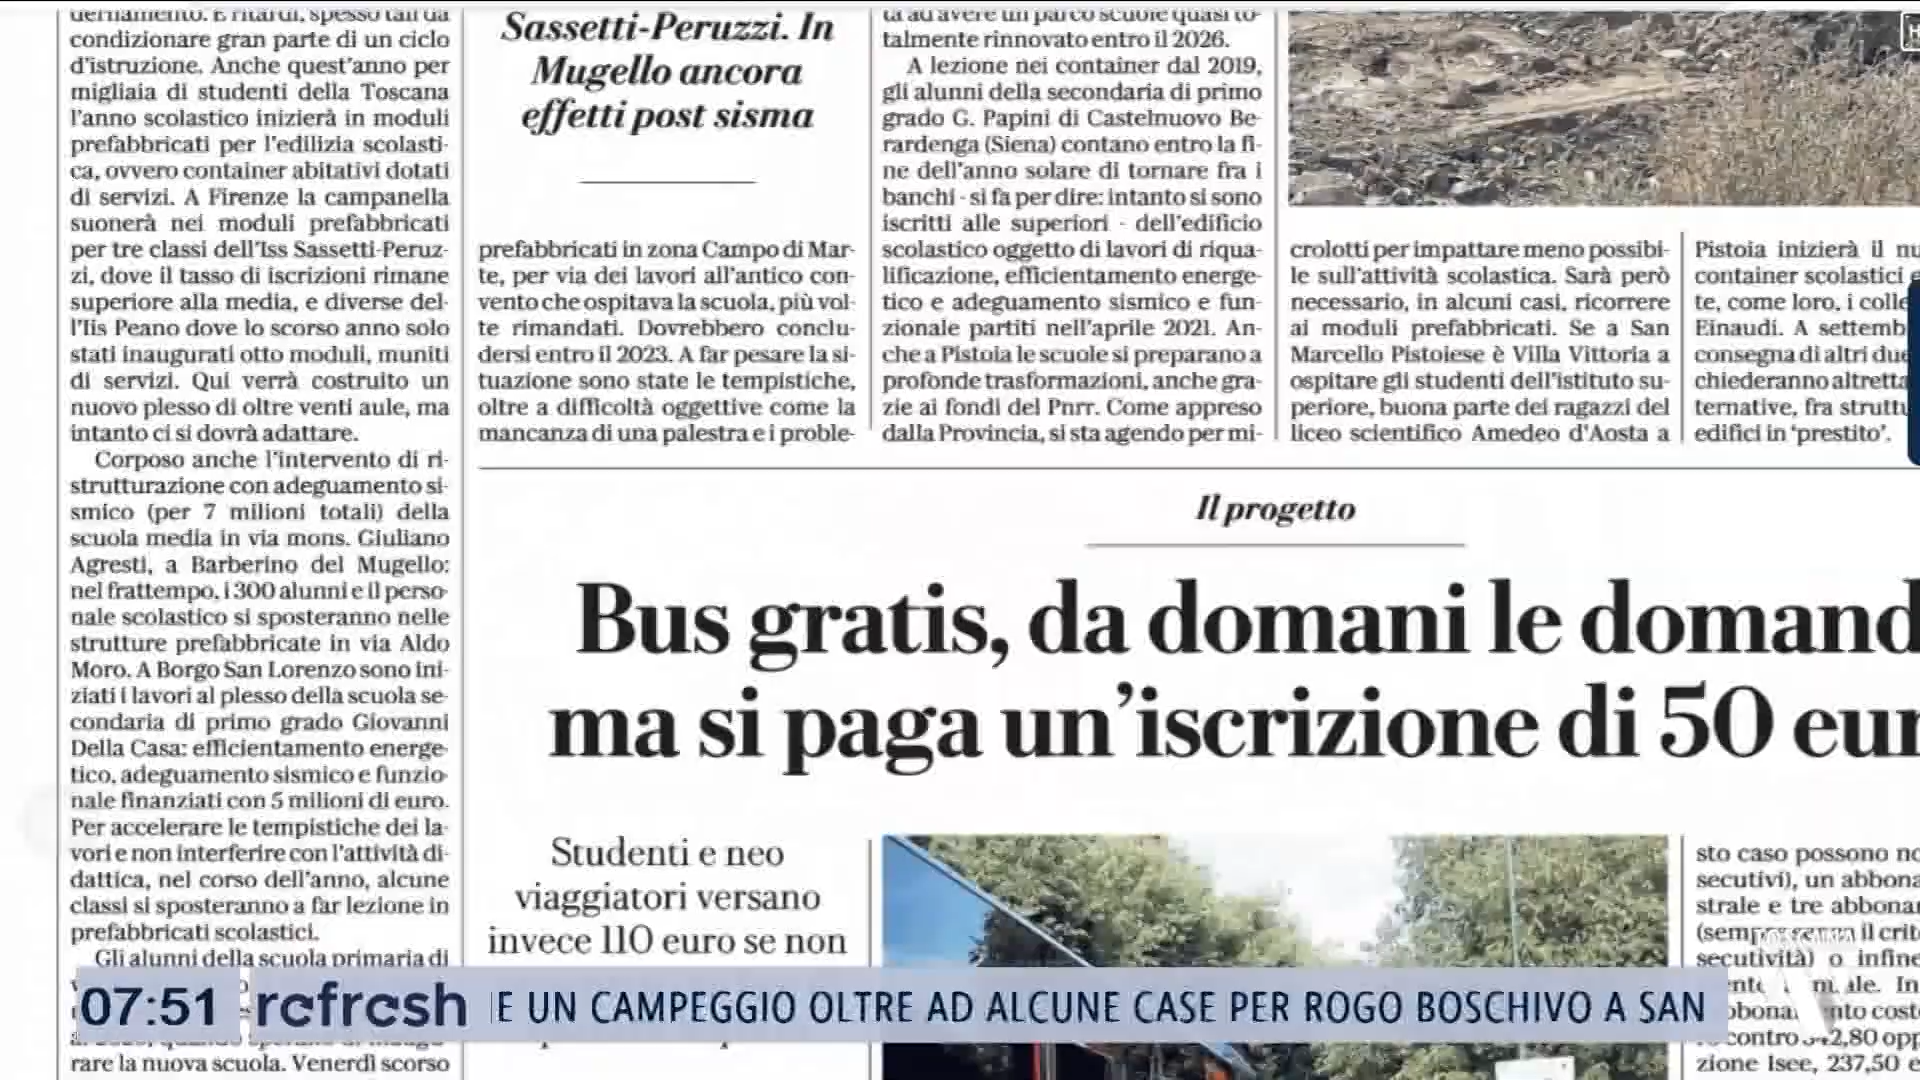 dernamento. E ritardi, spesso tali da
condizionare gran parte di un ciclo
d'istruzione. Anche quest'anno per
migliaia di studenti della Toscana
l'anno scolastico inizierà in moduli
prefabbricati per l'edilizia scolasti-
ca, ovvero container abitativi dotati
di servizi. A Firenze la campanella
suonerà nei moduli prefabbricati
per tre classi dell'Iss Sassetti-Peruz-
zi, dove il tasso di iscrizioni rimane
superiore alla media, e diverse del-
l'Iis Peano dove lo scorso anno solo
stati inaugurati otto moduli, muniti
di servizi. Qui verrà costruito un
nuovo plesso di oltre venti aule, ma
intanto ci si dovrà adattare.
Corposo anche l'intervento di ri-
strutturazione con adeguamento si-
smico (per 7 milioni totali) della
scuola media in via mons. Giuliano
Agresti, a Barberino del Mugello:
nel frattempo, i 300 alunni e il perso-
nale scolastico si sposteranno nelle
strutture prefabbricate in via Aldo
Moro. A Borgo San Lorenzo sono ini-
ziati i lavori al plesso della scuola se-
condaria di primo grado Giovanni
Della Casa: efficientamento energe-
tico, adeguamento sismico e funzio-
nale finanziati con 5 milioni di euro.
Per accelerare le tempistiche dei la-
vori e non interferire con l'attività di-
dattica, nel corso dell'anno, alcune
classi si sposteranno a far lezione in
prefabbricati scolastici.
Gli alunni della scuola primaria di
rare la nuova scuola. Venerdì scorso
Sassetti-Peruzzi. In
Mugello ancora
effetti post sisma
prefabbricati in zona Campo di Mar-
te, per via dei lavori all'antico con-
vento che ospitava la scuola, più vol-
te rimandati. Dovrebbero conclu-
dersi entro il 2023. A far pesare la si-
tuazione sono state le tempistiche,
oltre a difficoltà oggettive come la
mancanza di una palestra e i proble-
ta ad avere un parco scuole quasi to-
talmente rinnovato entro il 2026.
A lezione nei container dal 2019,
gli alunni della secondaria di primo
grado G. Papini di Castelnuovo Be-
rardenga (Siena) contano entro la fi-
ne dell'anno solare di tornare fra i
banchi - si fa per dire: intanto si sono
iscritti alle superiori - dell'edificio
scolastico oggetto di lavori di riqua-
lificazione, efficientamento energe-
tico e adeguamento sismico e fun-
zionale partiti nell'aprile 2021. An-
che a Pistoia le scuole si preparano a
profonde trasformazioni, anche gra-
zie ai fondi del Pnrr. Come appreso
dalla Provincia, si sta agendo per mi-
crolotti per impattare meno possibi-
le sull'attività scolastica. Sarà però
necessario, in alcuni casi, ricorrere
ai moduli prefabbricati. Se a San
Marcello Pistoiese è Villa Vittoria a
ospitare gli studenti dell'istituto su-
periore, buona parte dei ragazzi del
liceo scientifico Amedeo d'Aosta a
Pistoia inizierà il nu
container scolastici e
te, come loro, i colle
Einaudi. A settemb
consegna di altri due
chiederanno altretta
ternative, fra struttu
edifici in 'prestito'.
Il progetto
Bus gratis, da domani le domand
ma si paga un'iscrizione di 50 eur
Studenti e neo
viaggiatori versano
invece 110 euro se non
sto caso possono no
secutivi), un abbona
strale e tre abbonar
il crite
secutività) o infine
zione Isee, 237,50 e
07:51 refresh E UN CAMPEGGIO OLTRE AD ALCUNE CASE PER ROGO BOSCHIVO A SAN